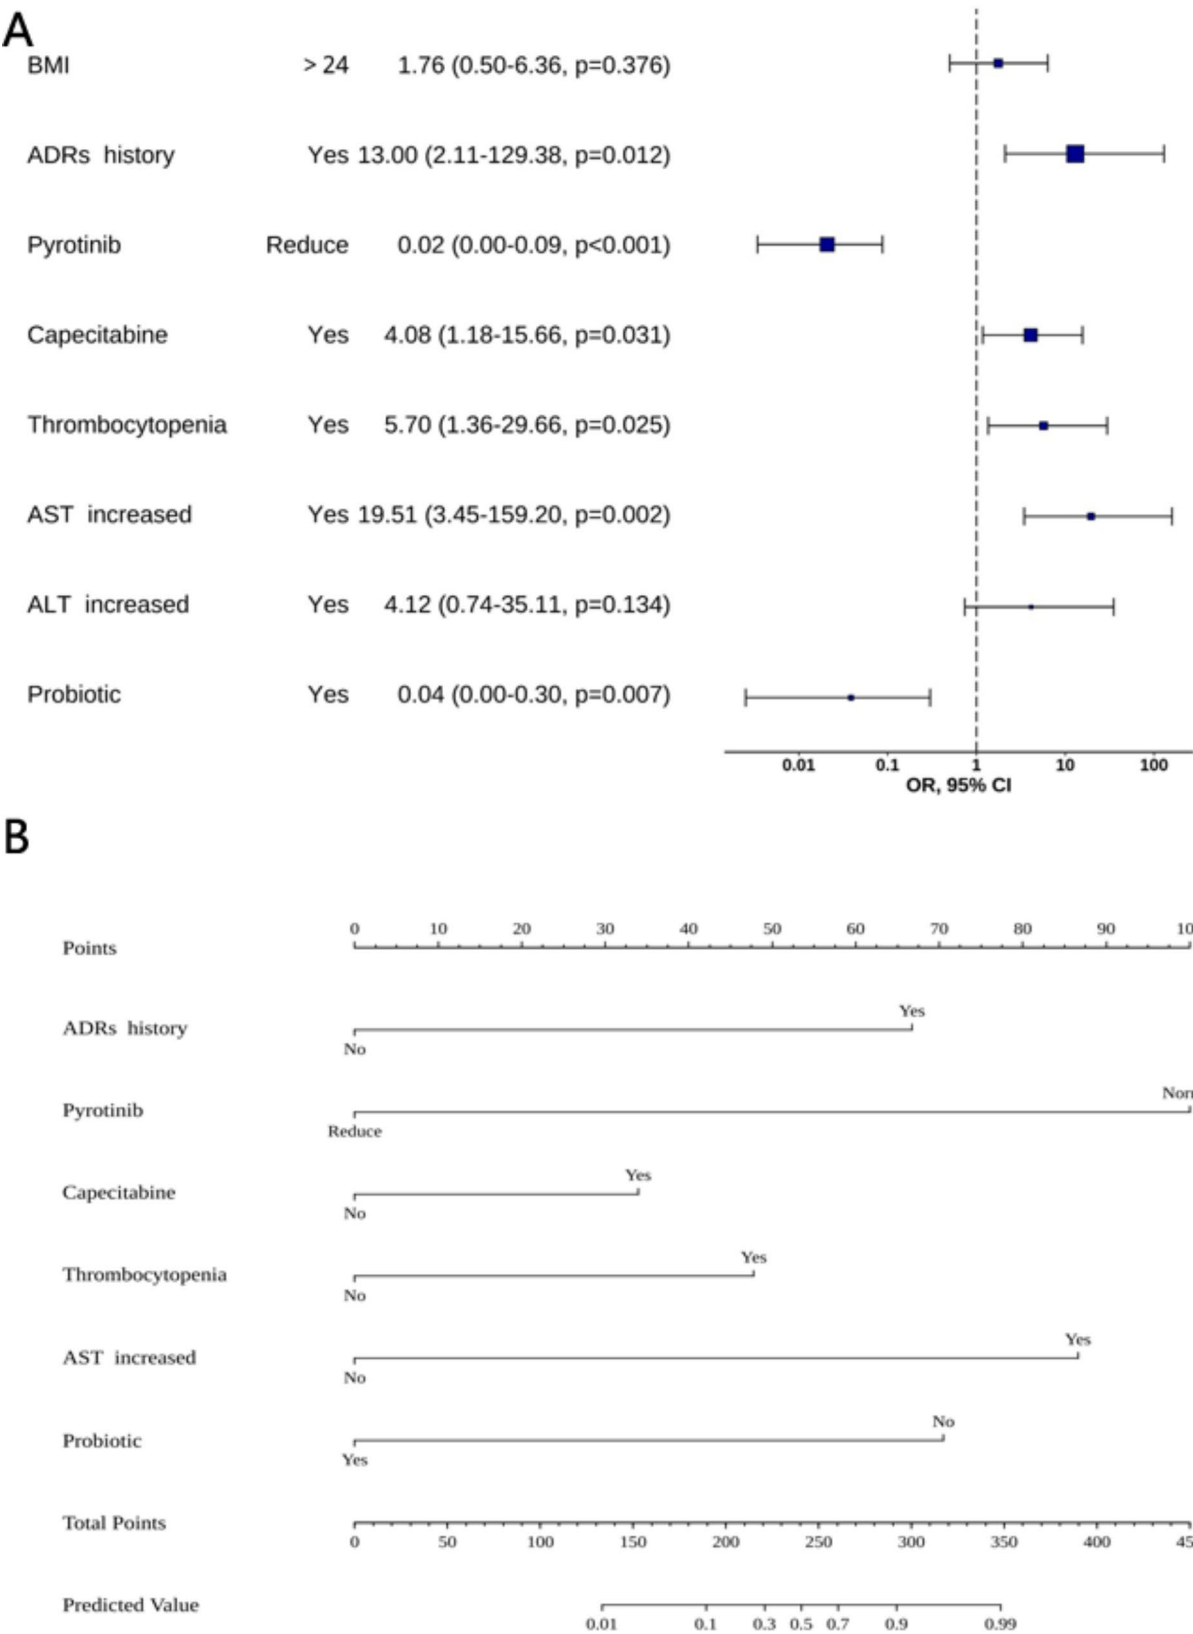 A
BMI > 24 1.76 (0.50-6.36, p=0.376)
ADRs history Yes 13.00 (2.11-129.38, p=0.012)
Pyrotinib Reduce 0.02 (0.00-0.09, p<0.001)
Capecitabine Yes 4.08 (1.18-15.66, p=0.031)
Thrombocytopenia Yes 5.70 (1.36-29.66, p=0.025)
AST increased Yes 19.51 (3.45-159.20, p=0.002)
ALT increased Yes 4.12 (0.74-35.11, p=0.134)
Probiotic Yes 0.04 (0.00-0.30, p=0.007)
0.01 0.1 1 10 100
OR, 95% CI
B
0 10 20 30 40 50 60 70 80 90 10
Points
Yes
ADRs history
No
Nor
Pyrotinib
Reduce
Yes
Capecitabine
No
Yes
Thrombocytopenia
No
Yes
AST increased
No
No
Probiotic
Yes
Total Points
0 50 100 150 200 250 300 350 400 45
Predicted Value
0.01 0.1 0.3 0.5 0.7 0.9 0.99